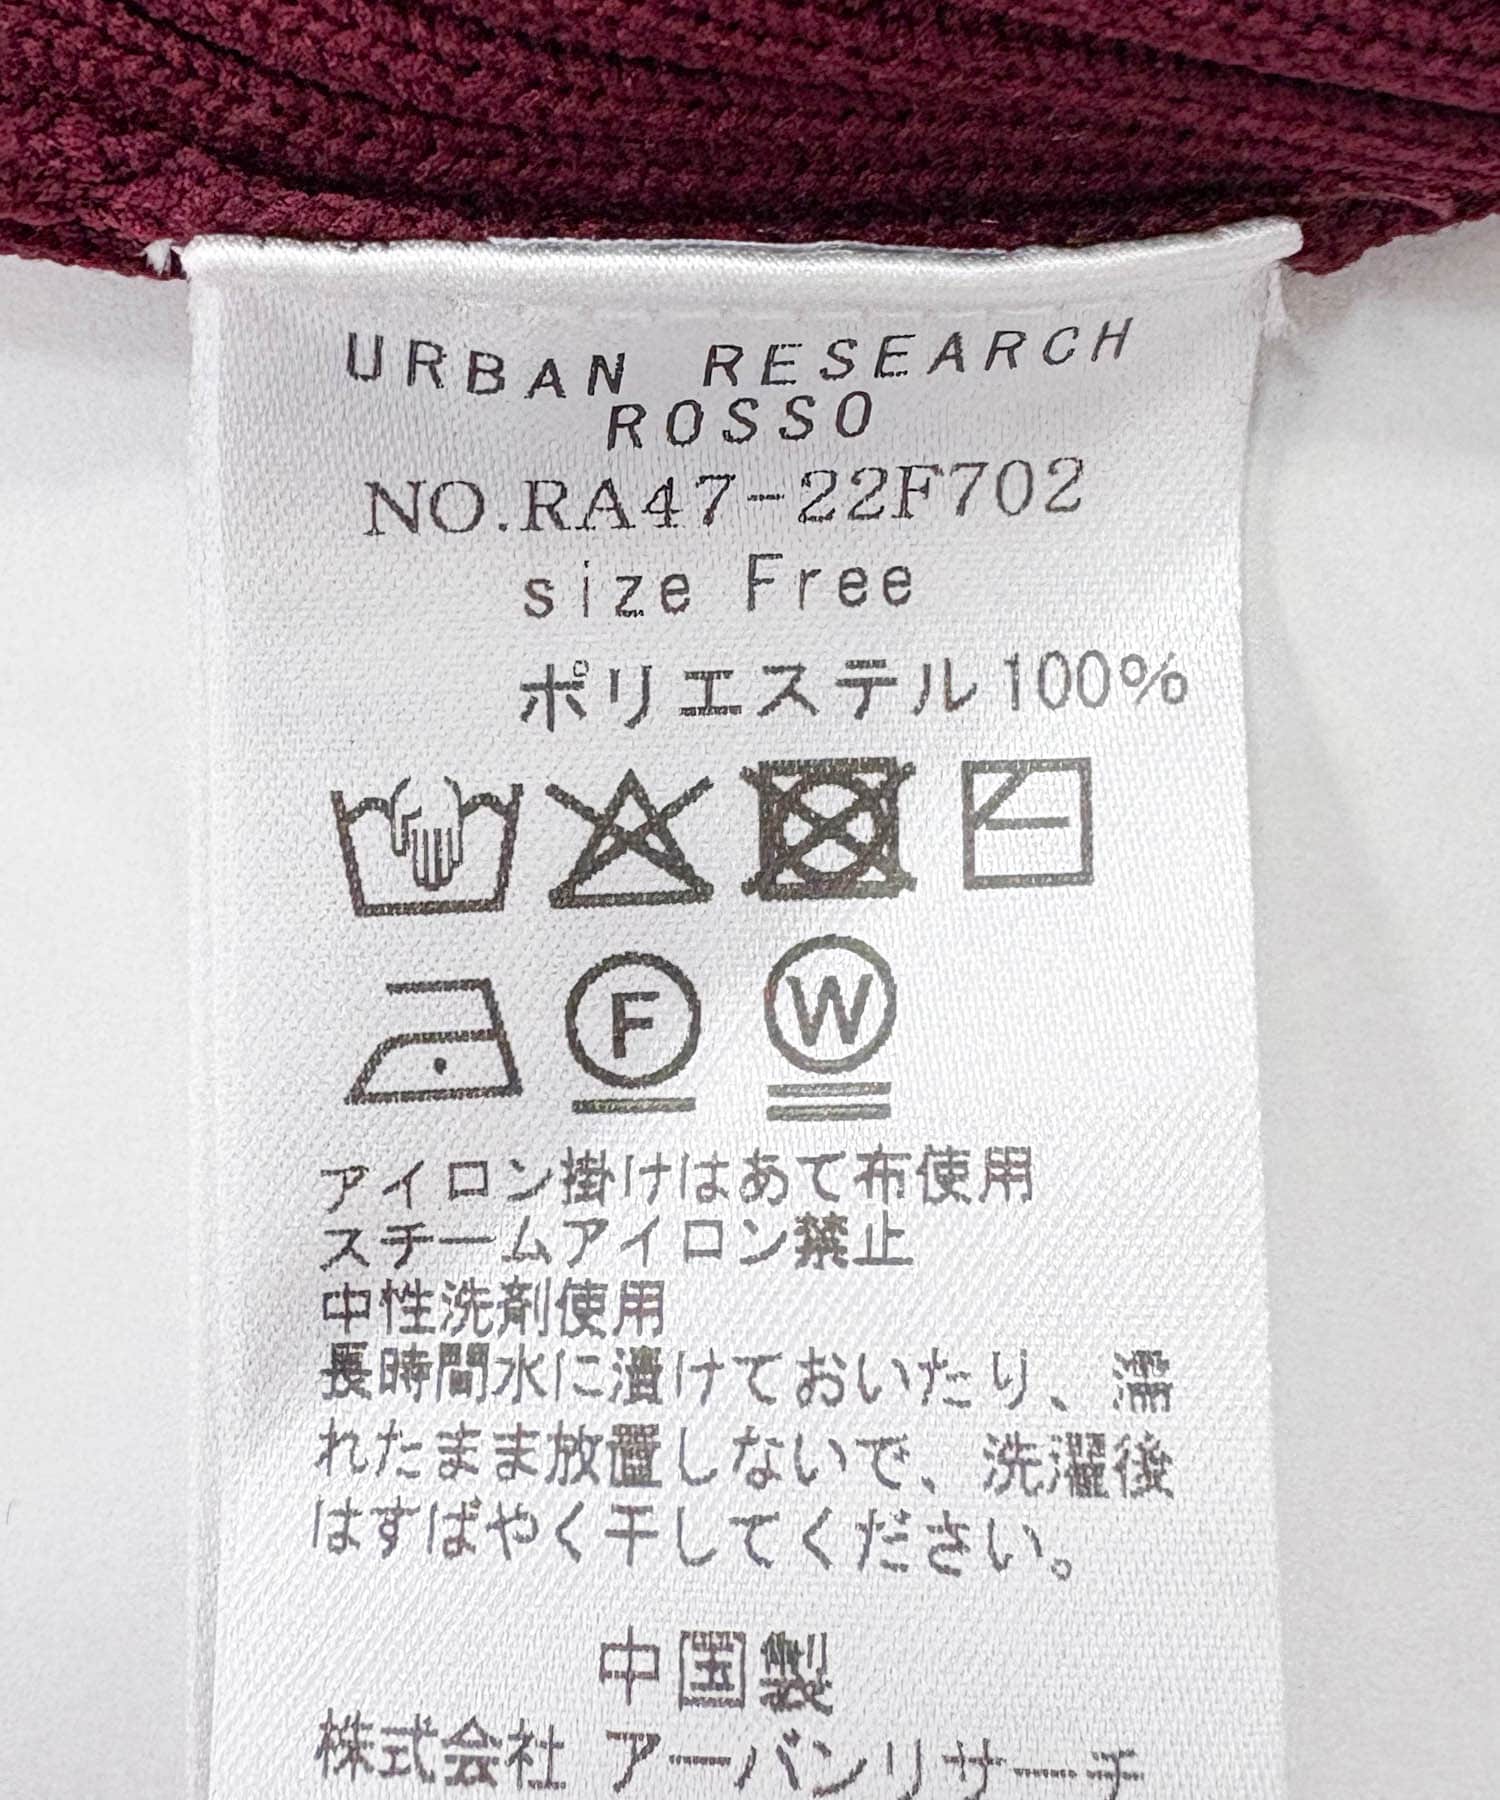 URBAN RESEARCH
ROSSO
NO.RA47-22F702
size Free
ポリエステル100%
F W
アイロン掛けはあて布使用
スチームアイロン禁止
中性洗剤使用
長時間水に漬けておいたり、濡
れたまま放置しないで、洗濯後
はすばやく干してください。
中国製
株式会社 アーバンリサーチ